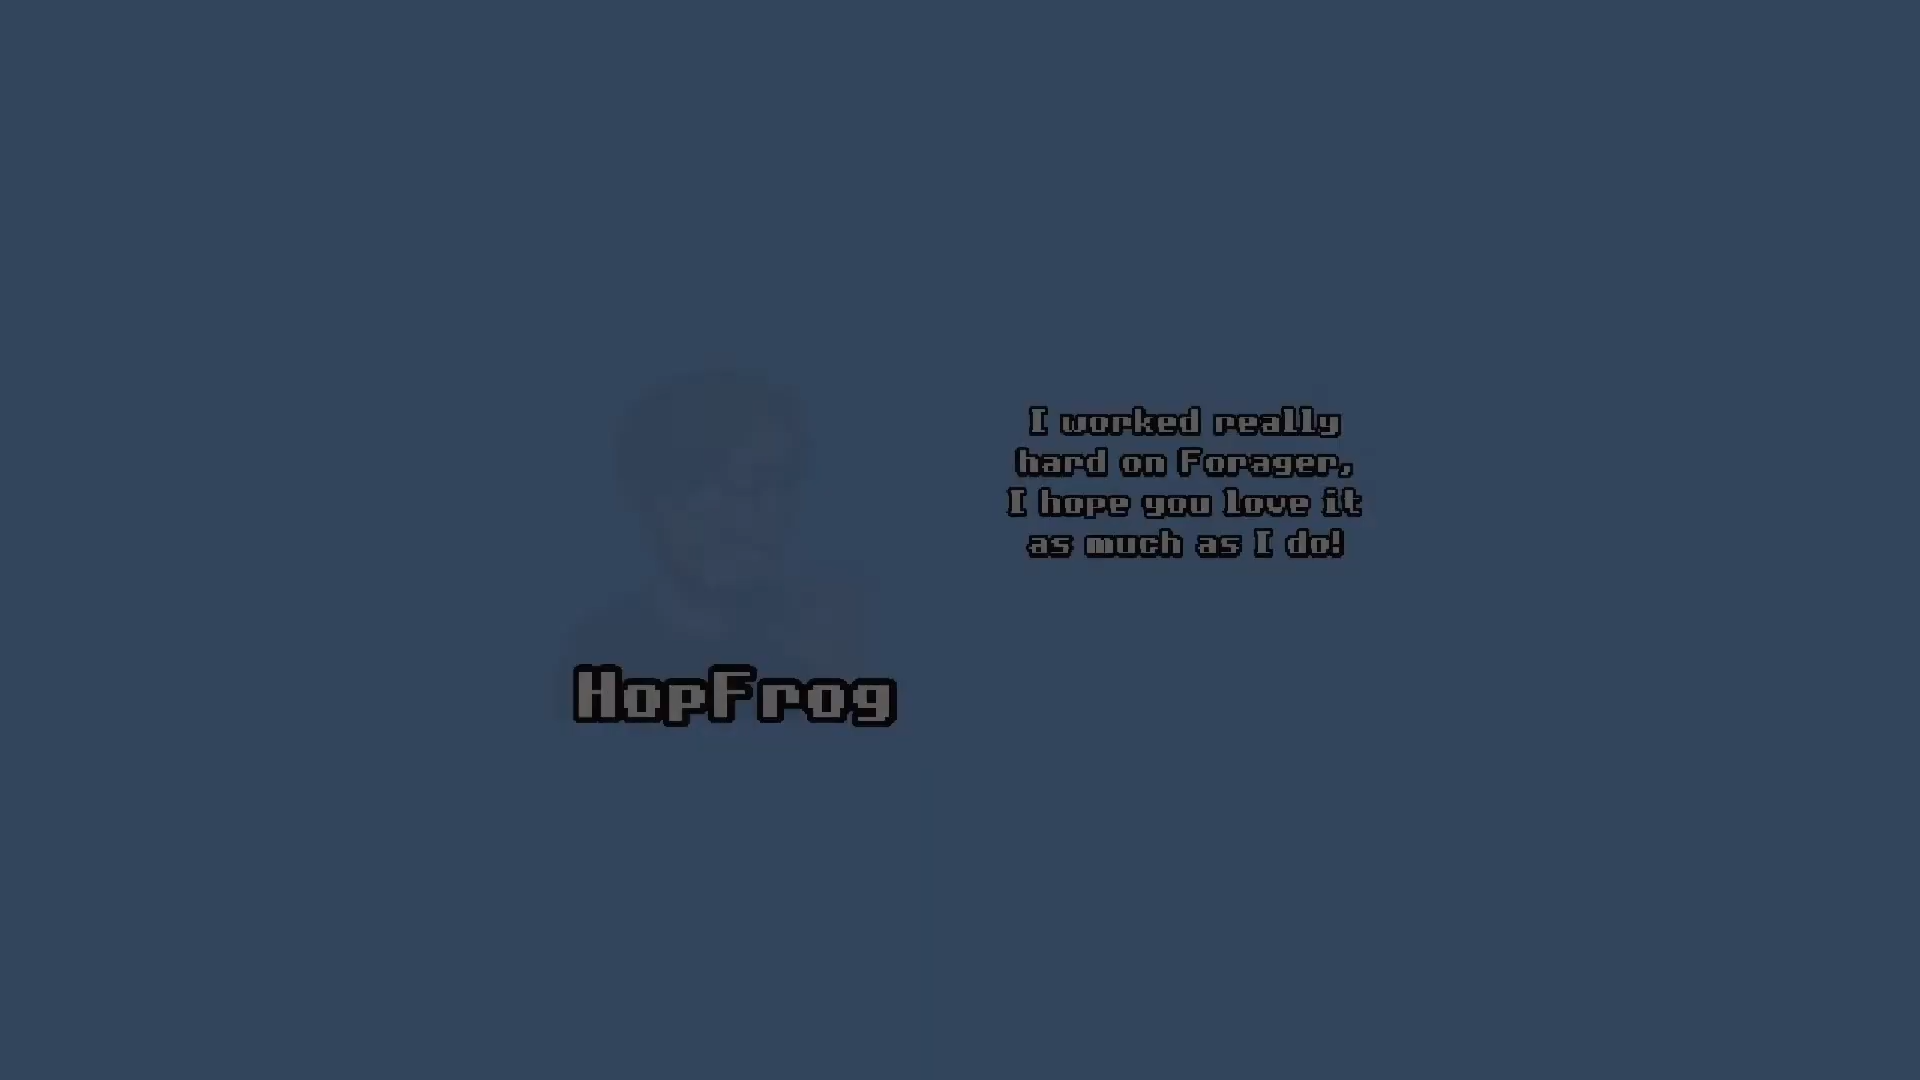 I worked really
hard on Forager,
I hope you love it
as much as I do!
HopFrog